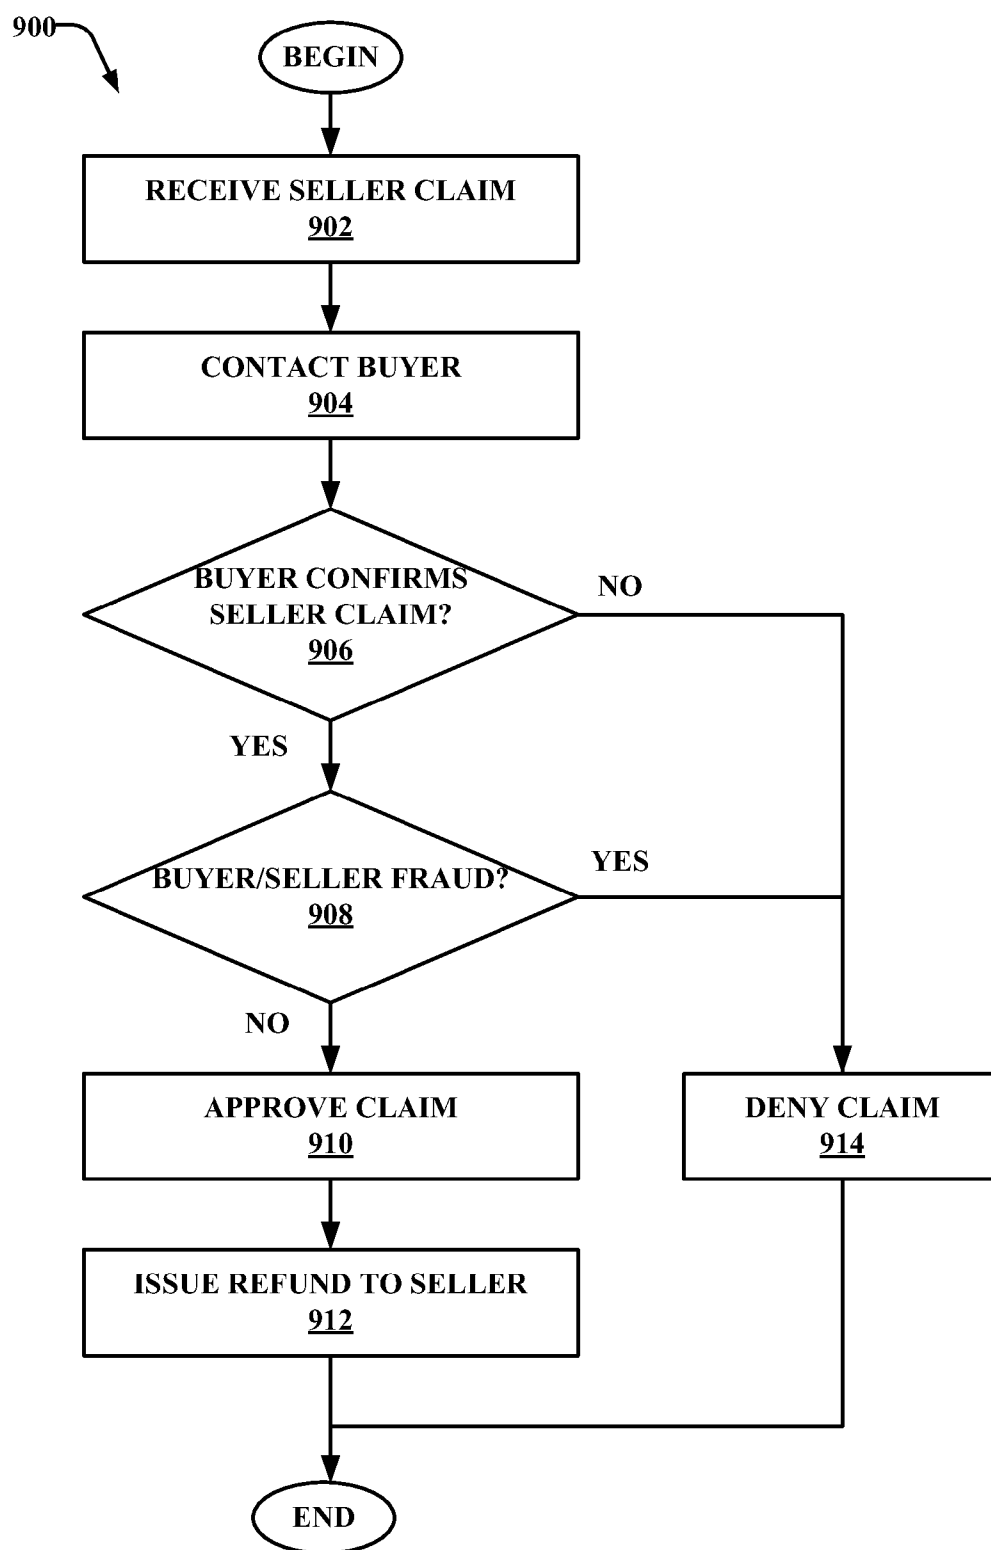 900
BEGIN
RECEIVE SELLER CLAIM
902
CONTACT BUYER
904
BUYER CONFIRMS
SELLER CLAIM?
906
NO
YES
BUYER/SELLER FRAUD?
908
YES
NO
APPROVE CLAIM
910
DENY CLAIM
914
ISSUE REFUND TO SELLER
912
END